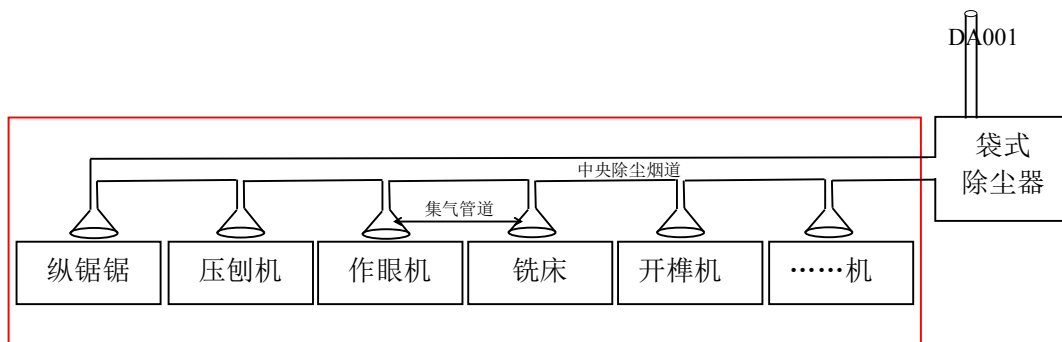 DA001
袋式
除尘器
中央除尘烟道
集气管道
纵锯锯
压刨机
作眼机
铣床
开榫机
……机